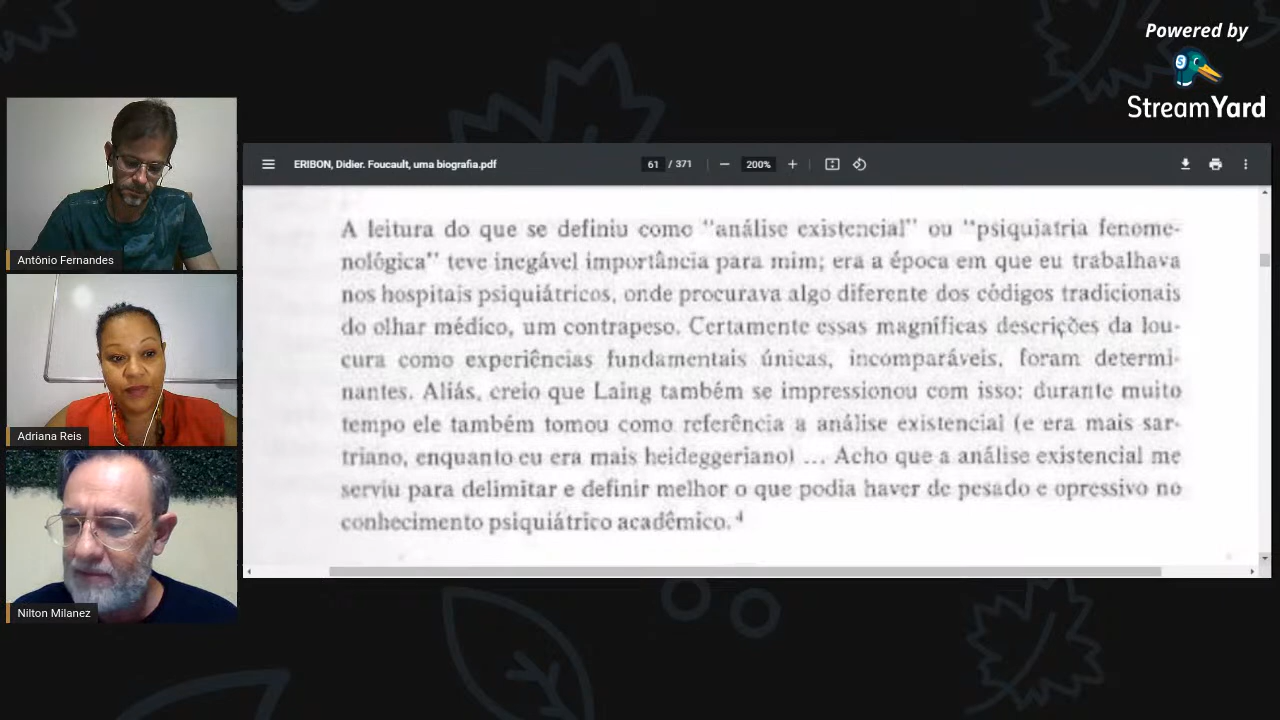 Powered by
StreamYard
ERIBON, Didier. Foucault, uma biografia.pdf
61 / 371
200%
A leitura do que se definiu como "análise existencial" ou "psiquiatria fenome-
nológica" teve inegável importância para mim; era a época em que eu trabalhava
nos hospitais psiquiátricos, onde procurava algo diferente dos códigos tradicionais
do olhar médico, um contrapeso. Certamente essas magníficas descrições da lou-
cura como experiências fundamentais únicas, incomparáveis, foram determi-
nantes. Aliás, creio que Laing também se impressionou com isso: durante muito
tempo ele também tomou como referência a análise existencial (e era mais sar-
triano, enquanto eu era mais heideggeriano) ... Acho que a análise existencial me
serviu para delimitar e definir melhor o que podia haver de pesado e opressivo no
conhecimento psiquiátrico acadêmico. 4
Antônio Fernandes
Adriana Reis
Nilton Milanez